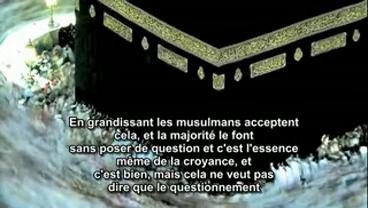 En grandissant les musulmans acceptent
cela, et la majorité le font
sans poser de question et c'est l'essence
même de la croyance, et
c'est bien, mais cela ne veut pas
dire que le questionnement